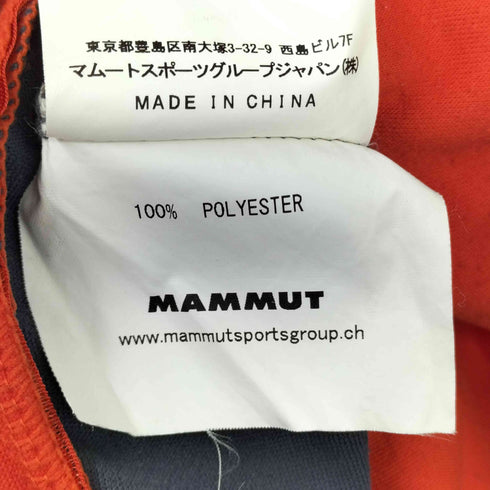 東京都豊島区南大塚3-32-9 西島ビル7F
マムートスポーツグループジャパン(株)
MADE IN CHINA
100% POLYESTER
MAMMUT
www.mammutsportsgroup.ch